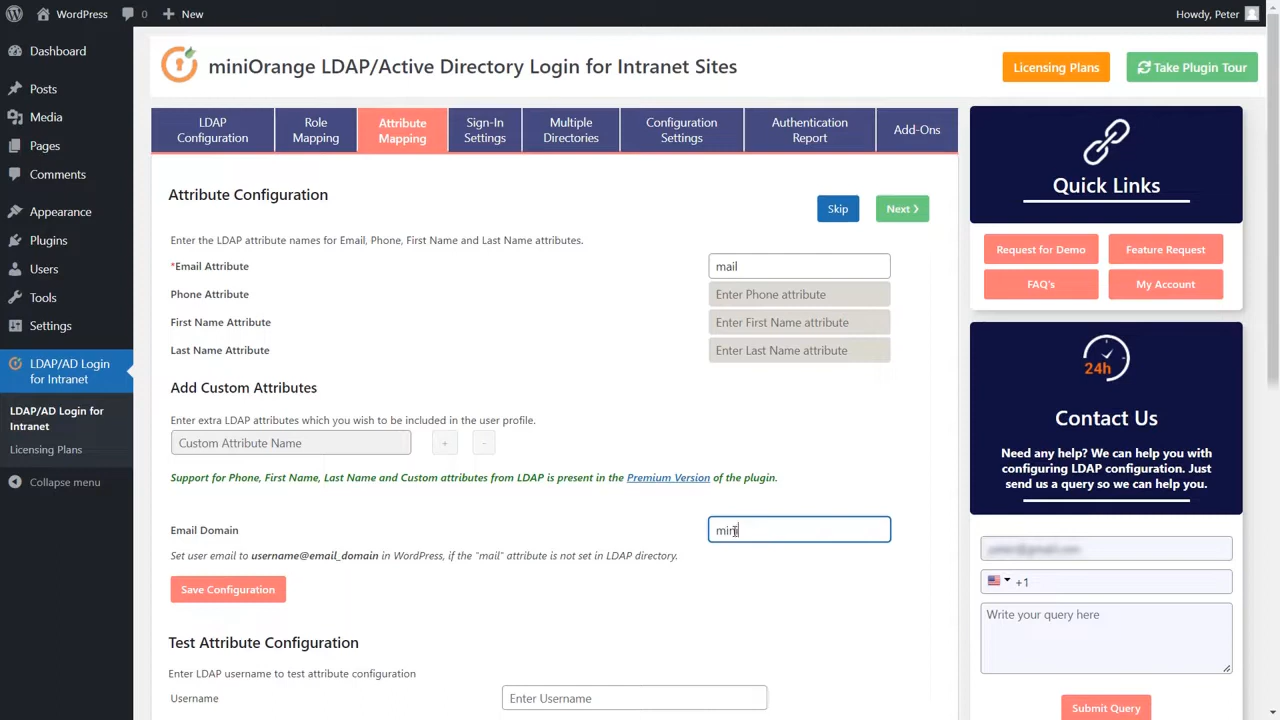 WordPress
0
New
Howdy, Peter
Dashboard
Posts
Media
Pages
Comments
Appearance
Plugins
Users
Tools
Settings
LDAP/AD Login
for Intranet
LDAP/AD Login for
Intranet
Licensing Plans
Collapse menu
miniOrange LDAP/Active Directory Login for Intranet Sites
Licensing Plans
Take Plugin Tour
LDAP
Configuration
Role
Mapping
Attribute
Mapping
Sign-In
Settings
Multiple
Directories
Configuration
Settings
Authentication
Report
Add-Ons
Attribute Configuration
Skip
Next ❯
Enter the LDAP attribute names for Email, Phone, First Name and Last Name attributes.
*Email Attribute
mail
Phone Attribute
Enter Phone attribute
First Name Attribute
Enter First Name attribute
Last Name Attribute
Enter Last Name attribute
Add Custom Attributes
Enter extra LDAP attributes which you wish to be included in the user profile.
Custom Attribute Name
+
-
Support for Phone, First Name, Last Name and Custom attributes from LDAP is present in the Premium Version of the plugin.
Email Domain
mini
Set user email to username@email_domain in WordPress, if the "mail" attribute is not set in LDAP directory.
Save Configuration
Test Attribute Configuration
Enter LDAP username to test attribute configuration
Username
Enter Username
Quick Links
Request for Demo
Feature Request
FAQ's
My Account
24h
Contact Us
Need any help? We can help you with
configuring LDAP configuration. Just
send us a query so we can help you.
+1
Write your query here
Submit Query